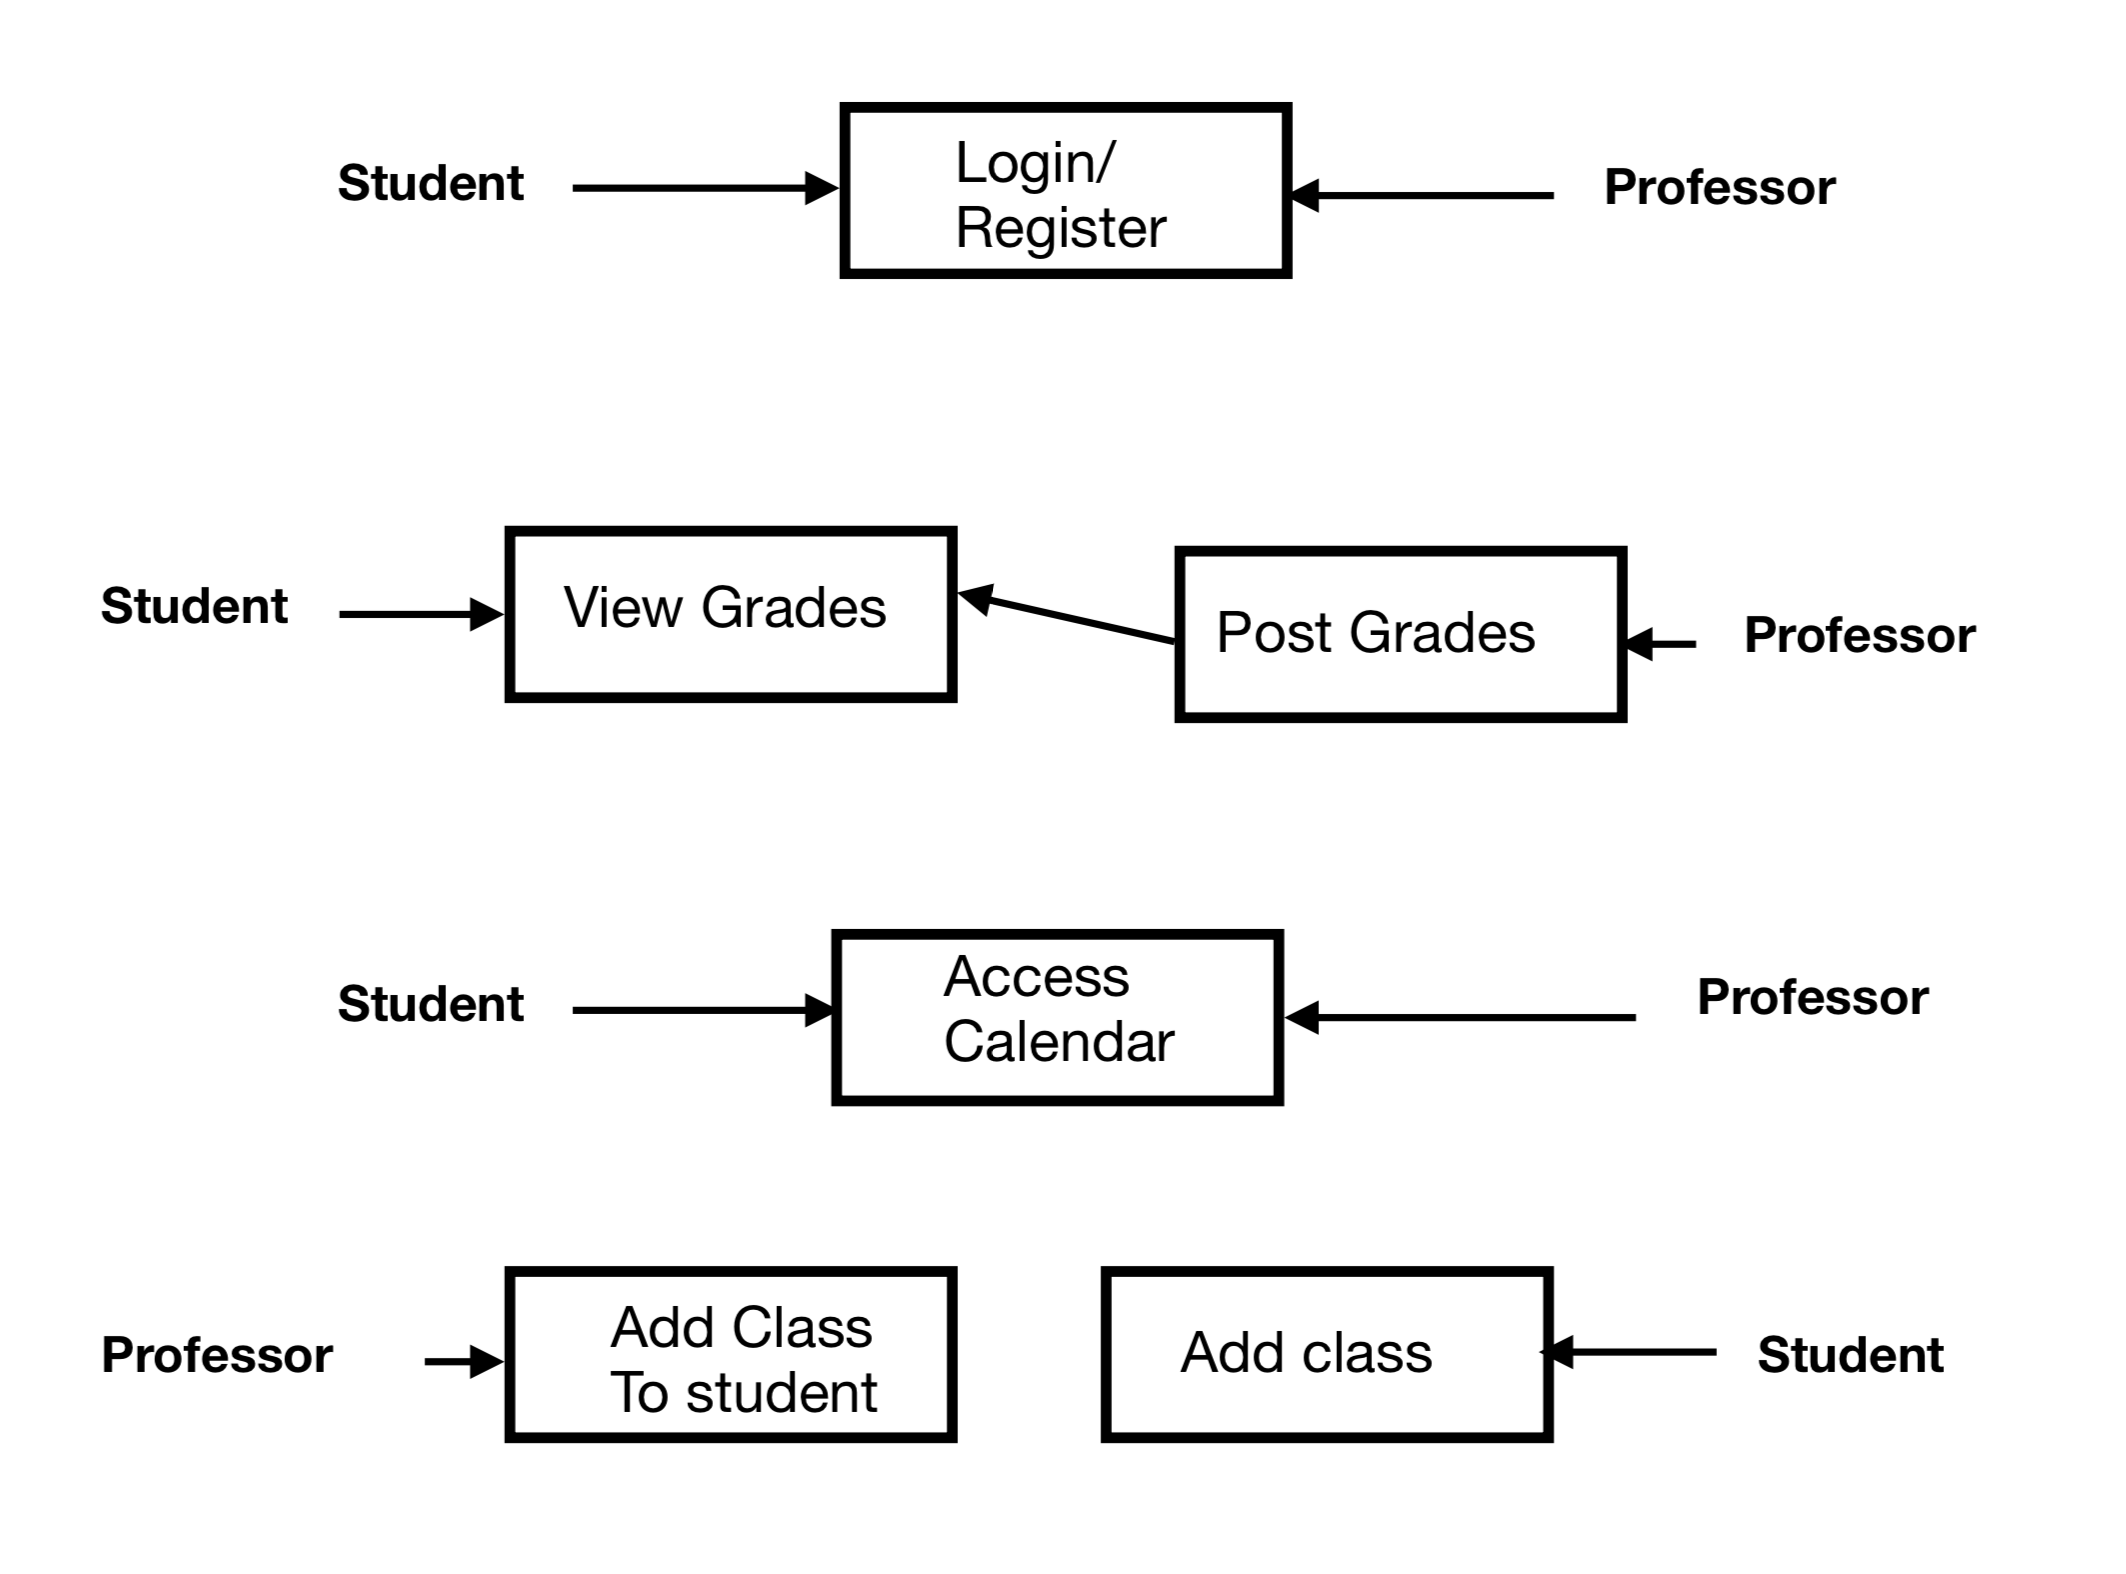 Student
Login/
Register
Professor
Student
View Grades
Post Grades
Professor
Student
Access
Calendar
Professor
Professor
Add Class
To student
Add class
Student